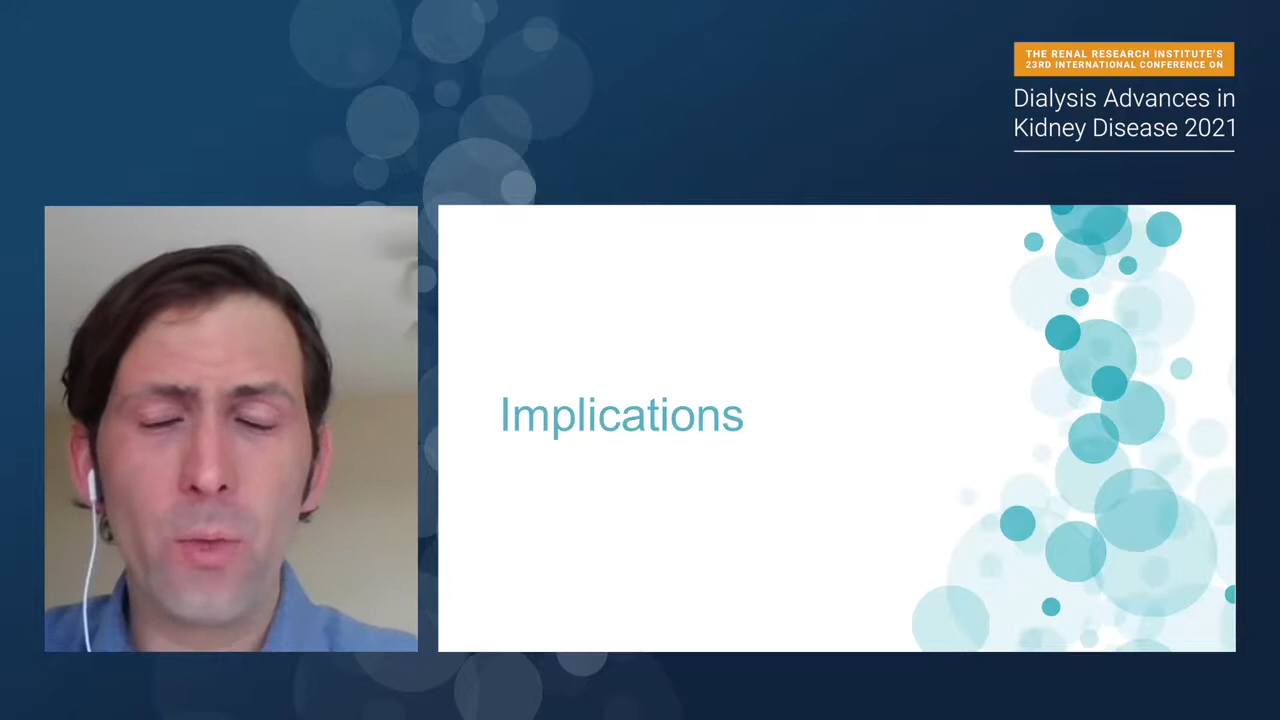 THE RENAL RESEARCH INSTITUTE'S
23RD INTERNATIONAL CONFERENCE ON
Dialysis Advances in
Kidney Disease 2021
Implications